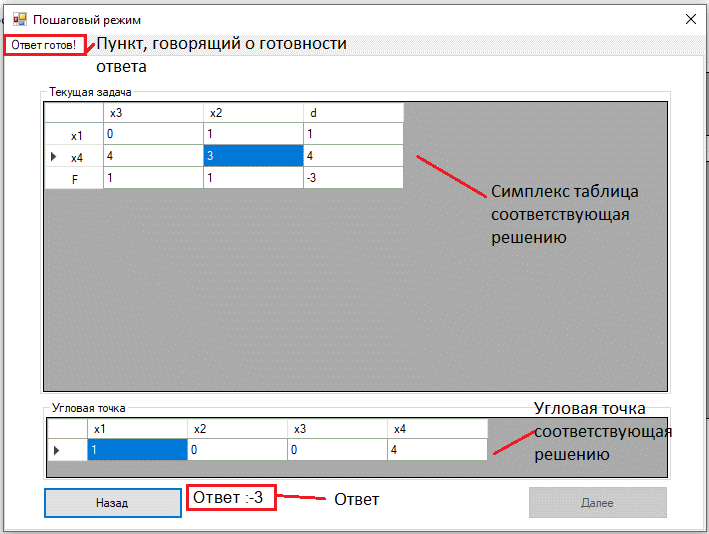 Пошаговый режим
Ответ готов!
Пункт, говорящий о готовности
ответа
Текущая задача
x3 x2 d
x1 0 1 1
x4 4 3 4
F 1 1 -3
Симплекс таблица
соответствующая
решению
Угловая точка
x1 x2 x3 x4
1 0 0 4
Угловая точка
соответствующая
решению
Назад
Ответ :-3
Ответ
Далее